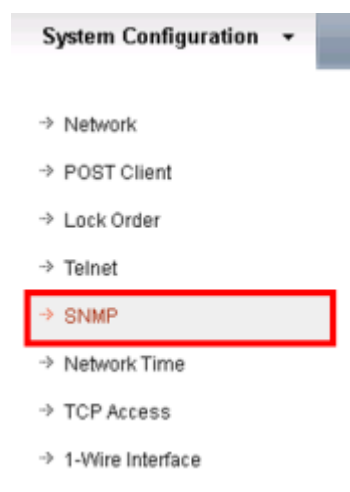 System Configuration
Network
POST Client
Lock Order
Telnet
SNMP
Network Time
TCP Access
1-Wire Interface